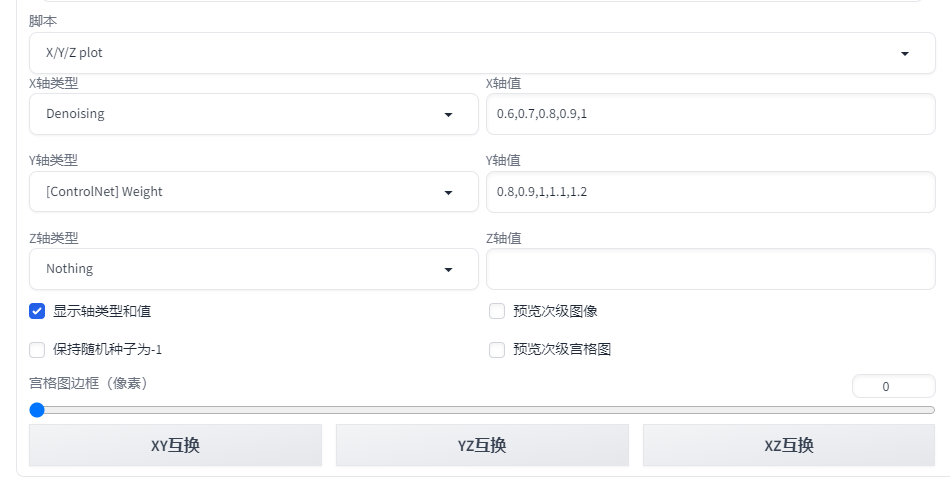 脚本
X/Y/Z plot
X轴类型
X轴值
Denoising
0.6,0.7,0.8,0.9,1
Y轴类型
Y轴值
[ControlNet] Weight
0.8,0.9,1,1.1,1.2
Z轴类型
Z轴值
Nothing
显示轴类型和值
预览次级图像
保持随机种子为-1
预览次级宫格图
宫格图边框（像素）
0
XY互换
YZ互换
XZ互换